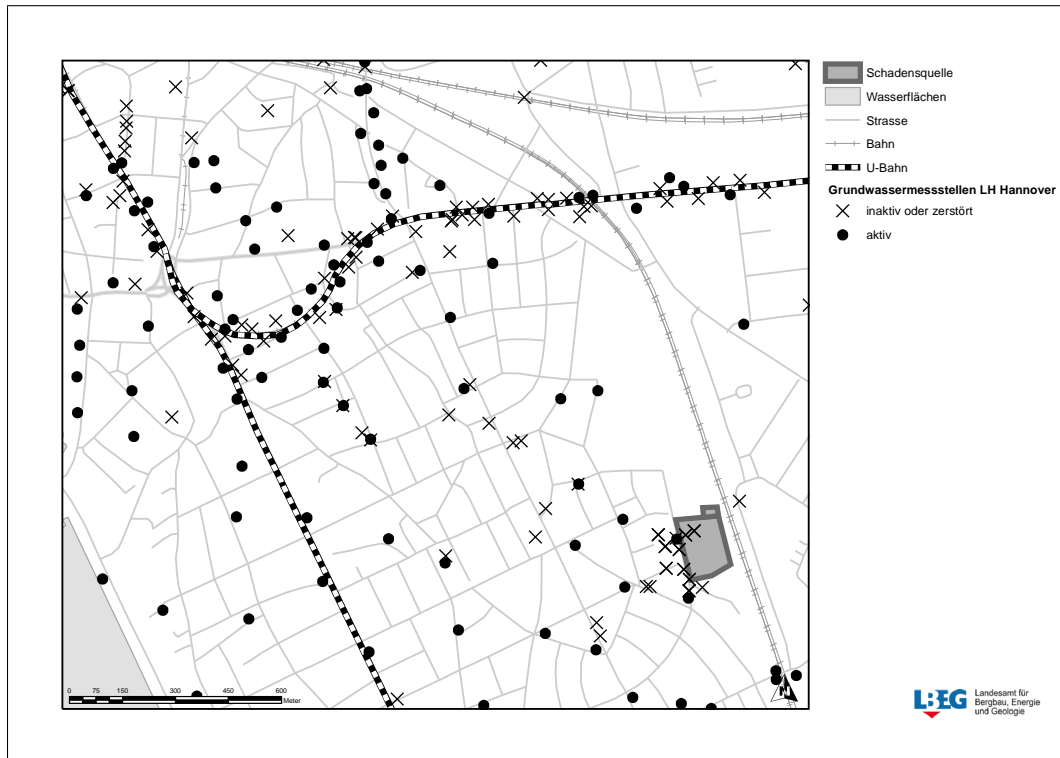 Schadensquelle
Wasserflächen
Strasse
Bahn
U-Bahn
Grundwassermessstellen LH Hannover
inaktiv oder zerstört
aktiv
N
0 75 150 300 450 600
Meter
LBEG
Landesamt für
Bergbau, Energie
und Geologie